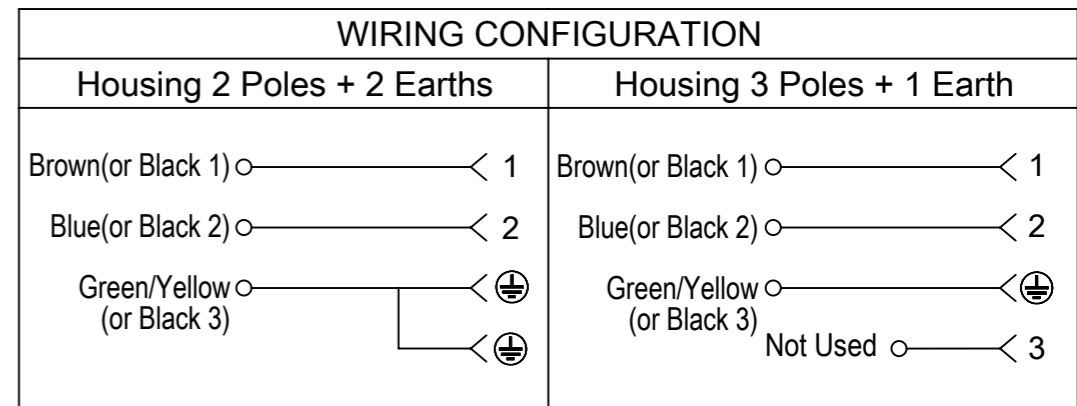 WIRING CONFIGURATION
Housing 2 Poles + 2 Earths
Brown(or Black 1)
1
Blue(or Black 2)
2
Green/Yellow
(or Black 3)
Housing 3 Poles + 1 Earth
Brown(or Black 1)
1
Blue(or Black 2)
2
Green/Yellow
(or Black 3)
Not Used
3